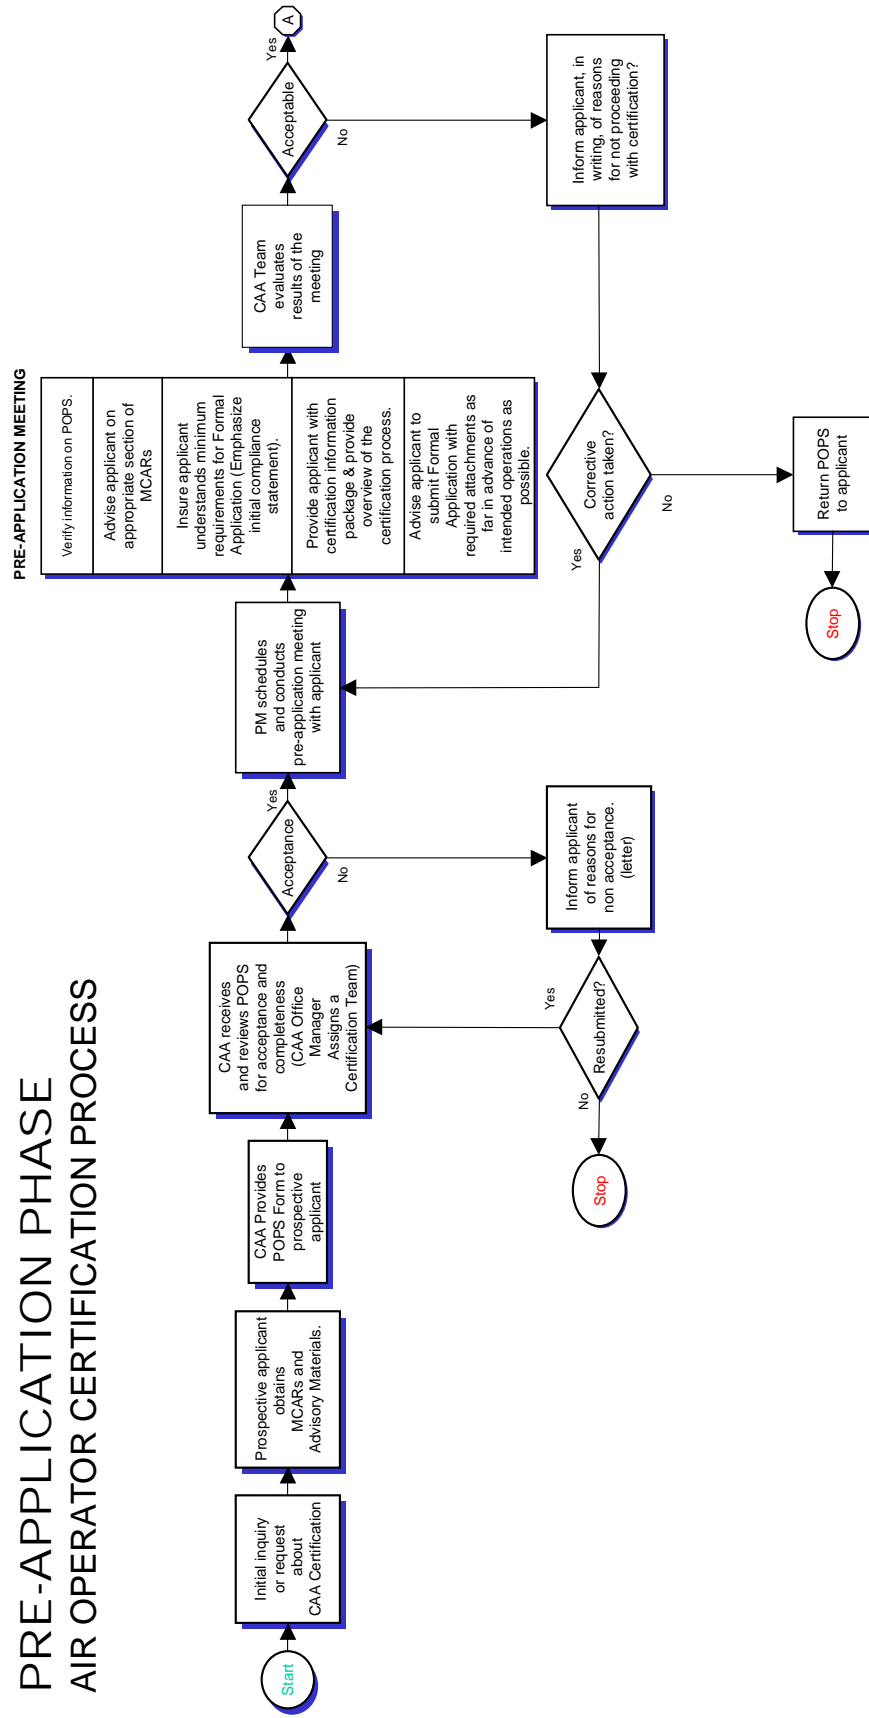 PRE-APPLICATION PHASE
AIR OPERATOR CERTIFICATION PROCESS
Start
Initial inquiry
or request
about
CAA Certification
Prospective applicant
obtains
MCARs and
Advisory Materials.
CAA Provides
POPS Form to
prospective
applicant
CAA receives
and reviews POPS
for acceptance and
completeness
(CAA Office
Manager
Assigns a
Certification Team)
Acceptance
Yes
No
Inform applicant
of reasons for
non acceptance.
(letter)
Resubmitted?
Yes
No
Stop
PM schedules
and conducts
pre-application meeting
with applicant
PRE-APPLICATION MEETING
Verify information on POPS.
Advise applicant on
appropriate section of
MCARs
Insure applicant
understands minimum
requirements for Formal
Application (Emphasize
initial compliance
statement).
Provide applicant with
certification information
package & provide
overview of the
certification process.
Advise applicant to
submit Formal
Application with
required attachments as
far in advance of
intended operations as
possible.
CAA Team
evaluates
results of the
meeting
Acceptable
Yes
A
No
Inform applicant, in
writing, of reasons
for not proceeding
with certification?
Corrective
action taken?
Yes
No
Return POPS
to applicant
Stop